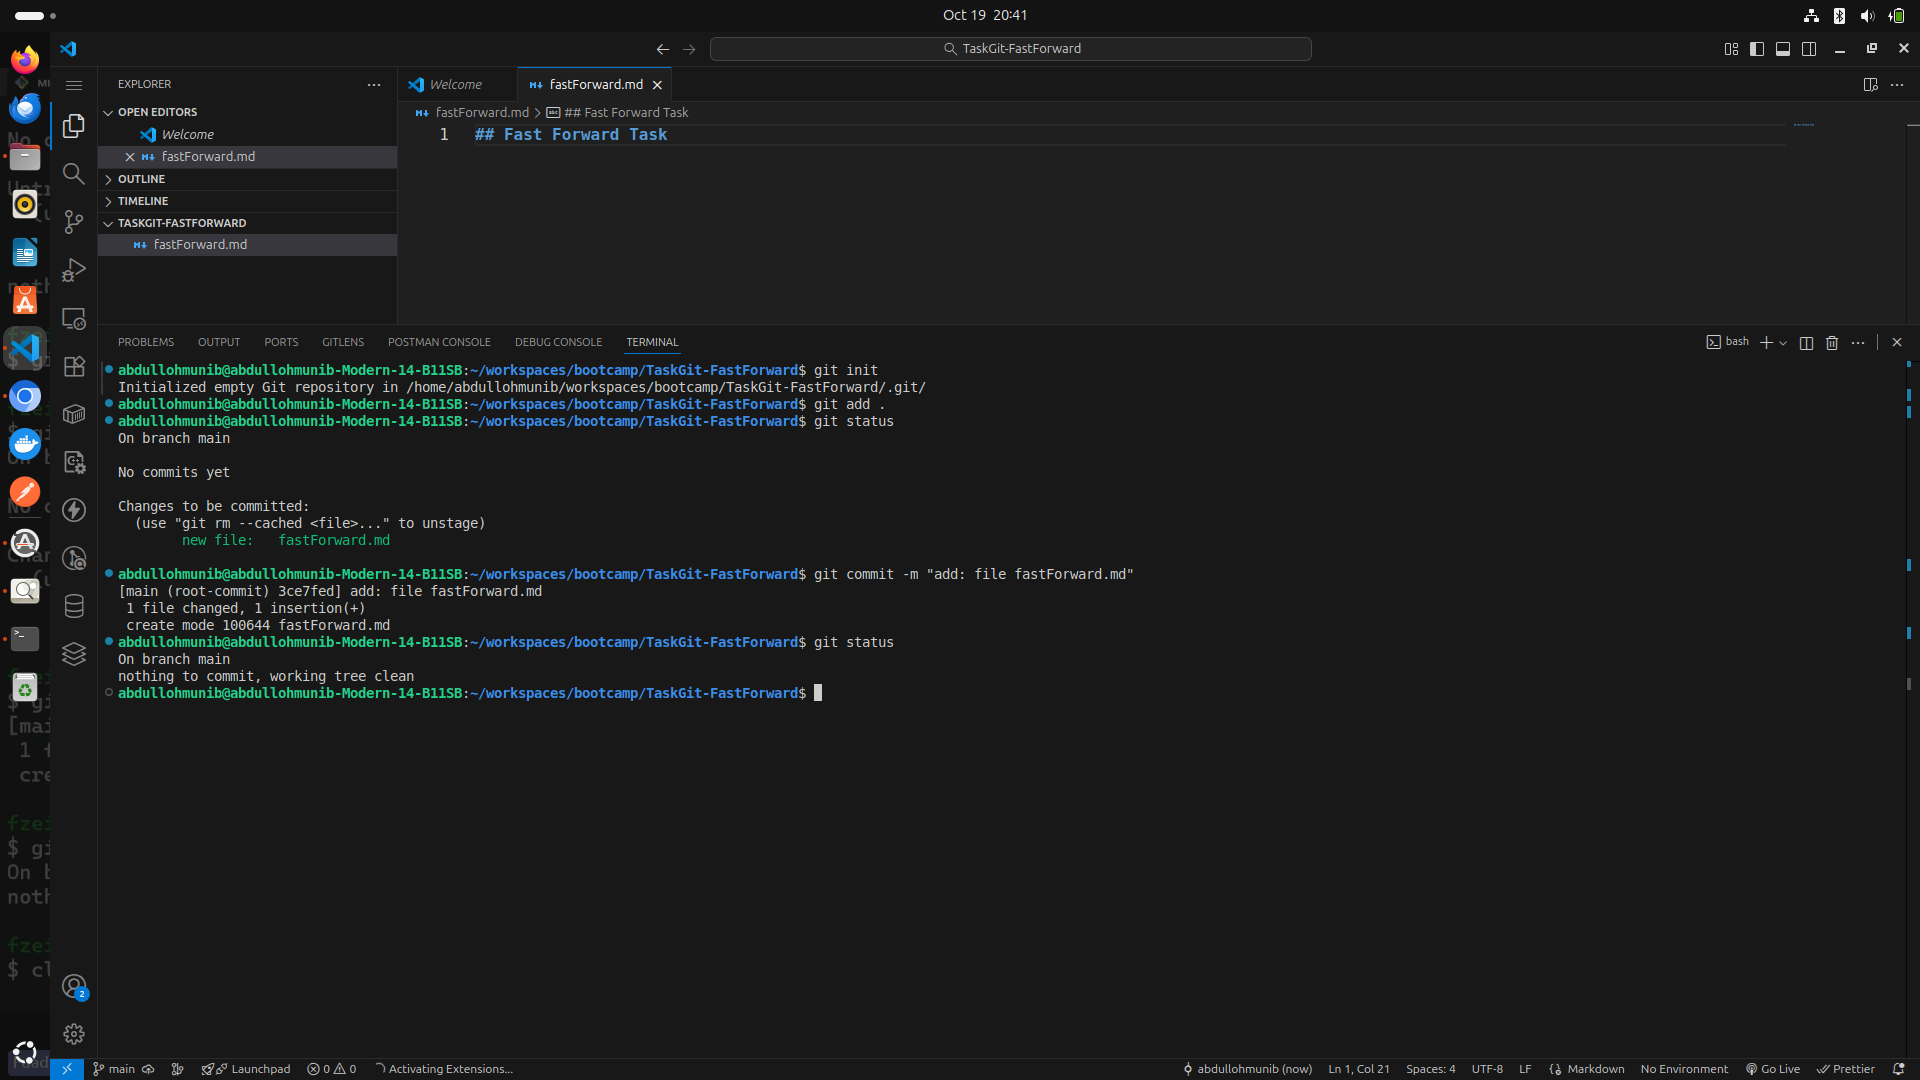 Oct 19 20:41
TaskGit-FastForward
EXPLORER
OPEN EDITORS
Welcome
fastForward.md
OUTLINE
TIMELINE
TASKGIT-FASTFORWARD
fastForward.md
Welcome
fastForward.md
fastForward.md > ## Fast Forward Task
1 ## Fast Forward Task
PROBLEMS OUTPUT PORTS GITLENS POSTMAN CONSOLE DEBUG CONSOLE TERMINAL
bash
abdullohmunib@abdullohmunib-Modern-14-B11SB:~/workspaces/bootcamp/TaskGit-FastForward$ git init
Initialized empty Git repository in /home/abdullohmunib/workspaces/bootcamp/TaskGit-FastForward/.git/
abdullohmunib@abdullohmunib-Modern-14-B11SB:~/workspaces/bootcamp/TaskGit-FastForward$ git add .
abdullohmunib@abdullohmunib-Modern-14-B11SB:~/workspaces/bootcamp/TaskGit-FastForward$ git status
On branch main
No commits yet
Changes to be committed:
(use "git rm --cached <file>..." to unstage)
new file: fastForward.md
abdullohmunib@abdullohmunib-Modern-14-B11SB:~/workspaces/bootcamp/TaskGit-FastForward$ git commit -m "add: file fastForward.md"
[main (root-commit) 3ce7fed] add: file fastForward.md
1 file changed, 1 insertion(+)
create mode 100644 fastForward.md
abdullohmunib@abdullohmunib-Modern-14-B11SB:~/workspaces/bootcamp/TaskGit-FastForward$ git status
On branch main
nothing to commit, working tree clean
abdullohmunib@abdullohmunib-Modern-14-B11SB:~/workspaces/bootcamp/TaskGit-FastForward$
2
main Launchpad 0 0 Activating Extensions... abdullohmunib (now) Ln 1, Col 21 Spaces: 4 UTF-8 LF Markdown No Environment Go Live Prettier